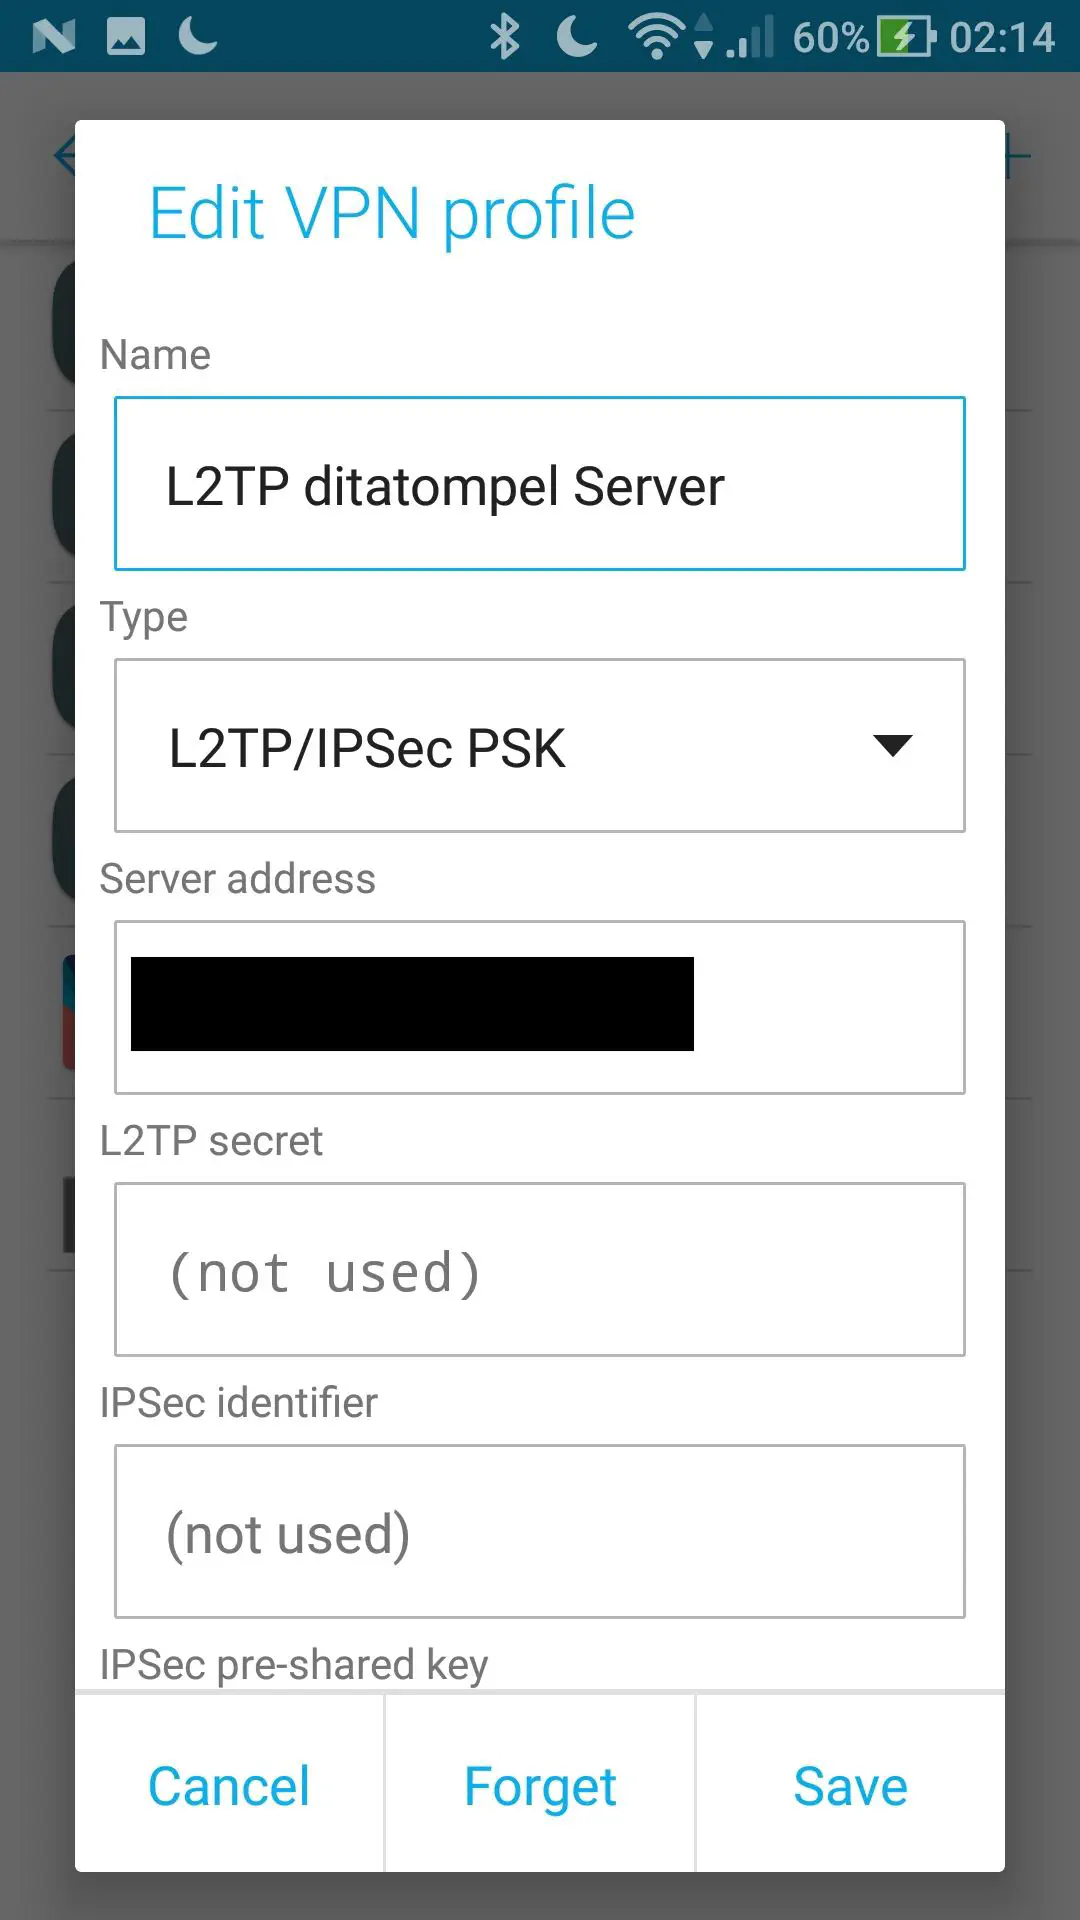 60% 02:14
Edit VPN profile
Name
L2TP ditatompel Server
Type
L2TP/IPSec PSK
Server address
L2TP secret
(not used)
IPSec identifier
(not used)
IPSec pre-shared key
Cancel Forget Save